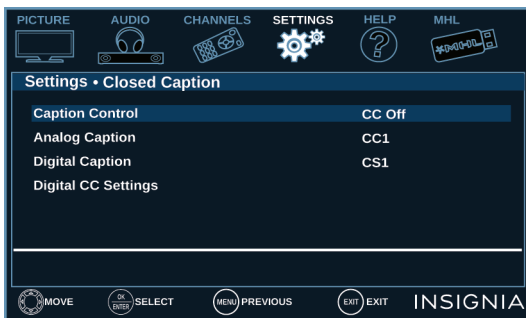 PICTURE AUDIO CHANNELS SETTINGS HELP MHL
MHL
Settings • Closed Caption
Caption Control CC Off
Analog Caption CC1
Digital Caption CS1
Digital CC Settings
MOVE OK ENTER SELECT MENU PREVIOUS EXIT EXIT INSIGNIA